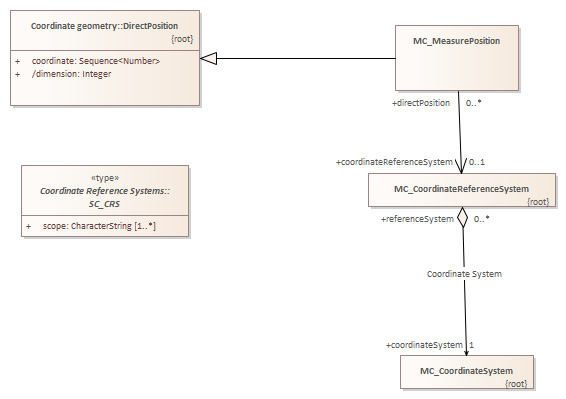 Coordinate geometry::DirectPosition
{root}
+ coordinate: Sequence<Number>
+ /dimension: Integer
MC_MeasurePosition
+directPosition 0..*
+coordinateReferenceSystem 0..1
«type»
Coordinate Reference Systems::
SC_CRS
+ scope: CharacterString [1..*]
MC_CoordinateReferenceSystem
{root}
+referenceSystem 0..*
Coordinate System
+coordinateSystem 1
MC_CoordinateSystem
{root}